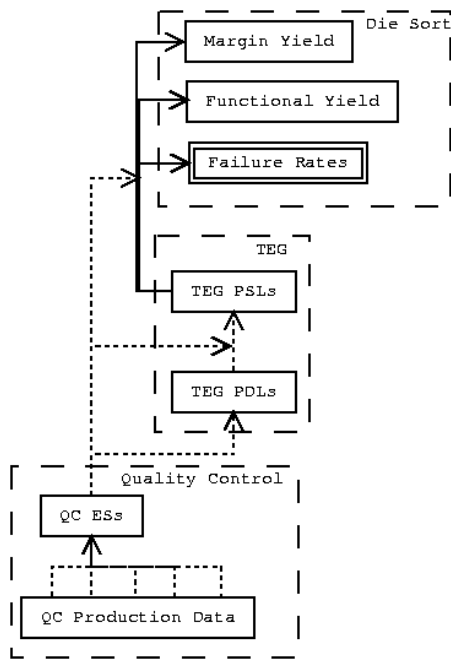 Die Sort
Margin Yield
Functional Yield
Failure Rates
TEG
TEG PSLs
TEG PDLs
Quality Control
QC ESs
QC Production Data